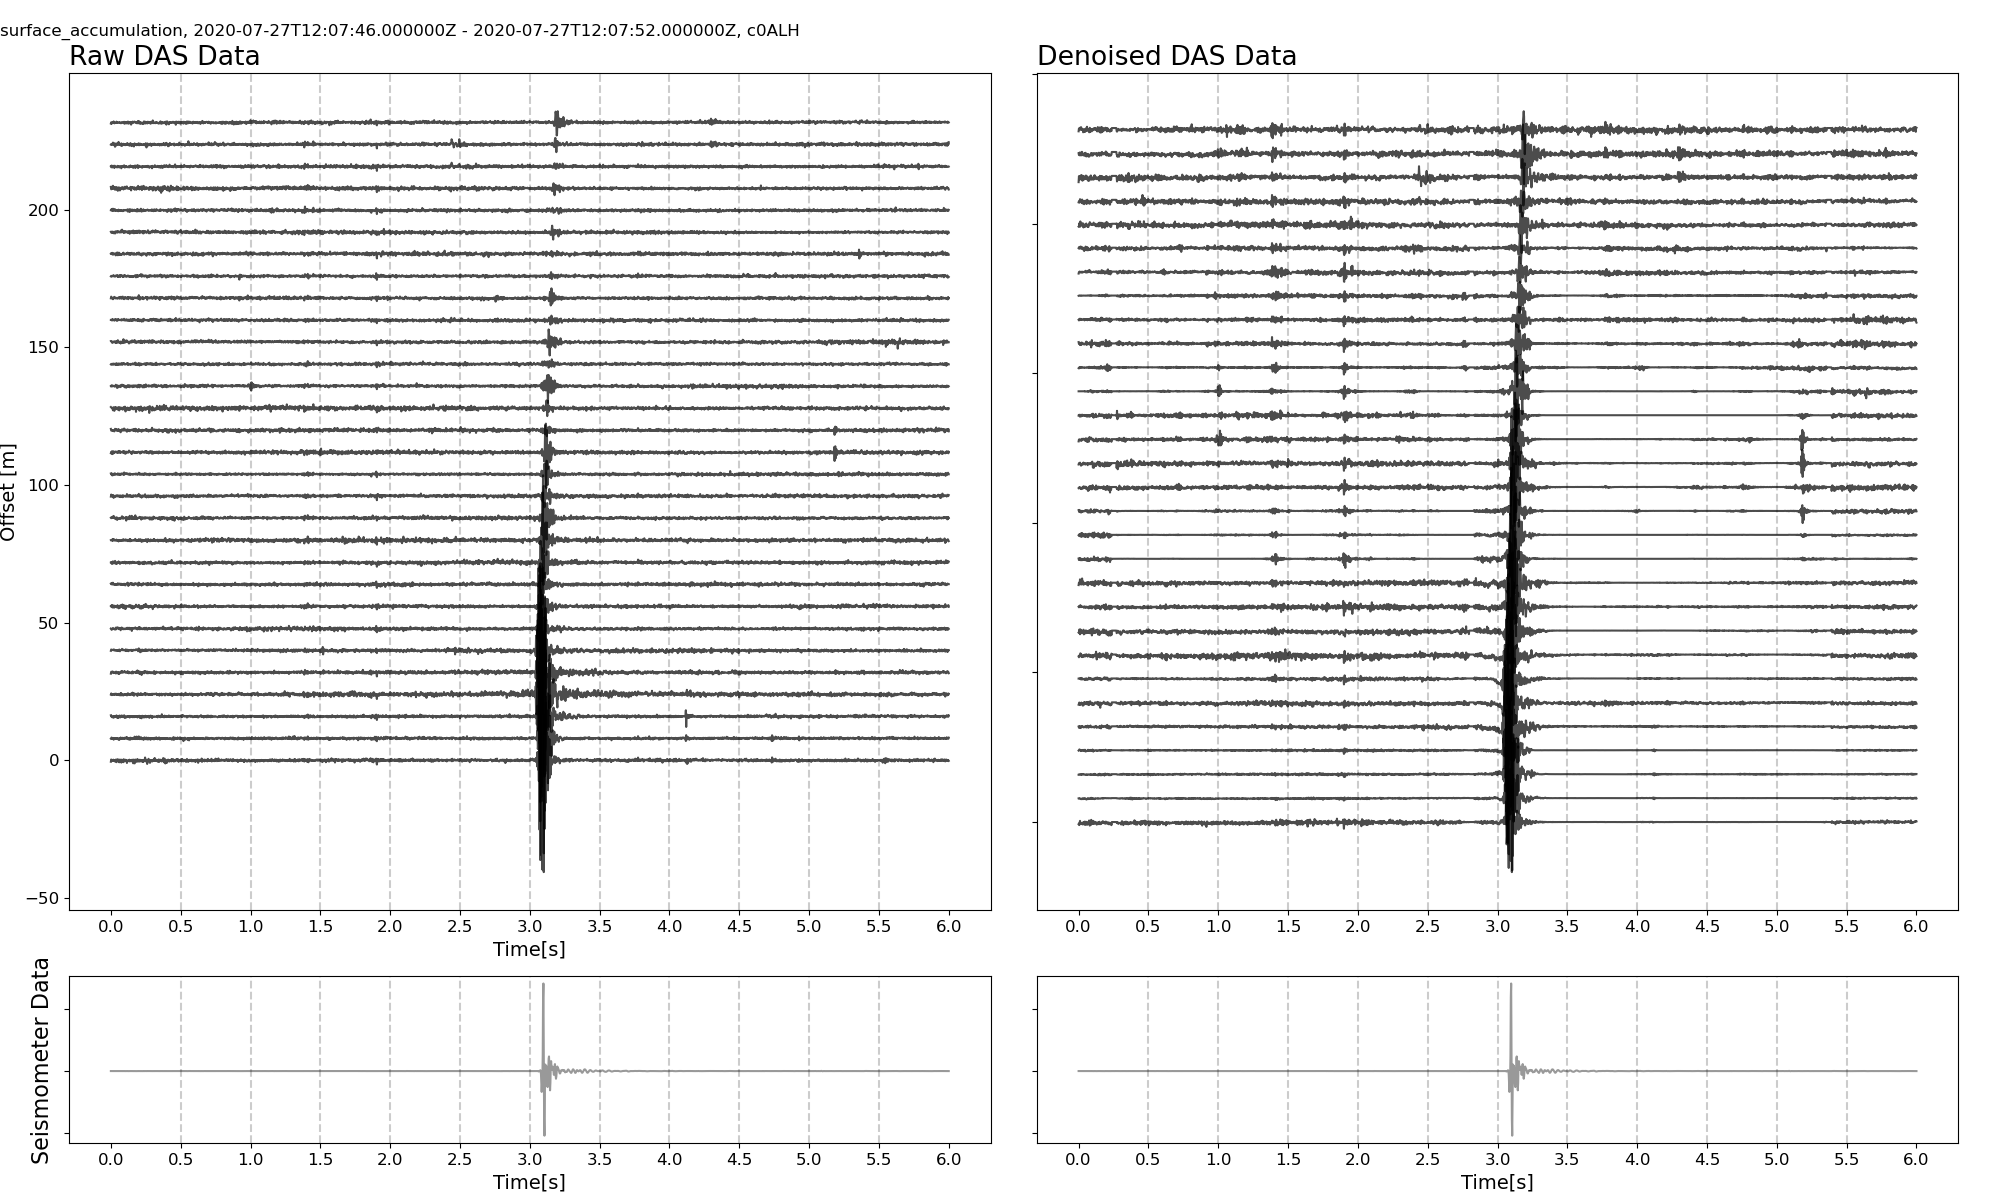 surface_accumulation, 2020-07-27T12:07:46.000000Z - 2020-07-27T12:07:52.000000Z, c0ALH
Raw DAS Data
Denoised DAS Data
Offset [m]
200
150
100
50
0
−50
0.0 0.5 1.0 1.5 2.0 2.5 3.0 3.5 4.0 4.5 5.0 5.5 6.0
Time[s]
0.0 0.5 1.0 1.5 2.0 2.5 3.0 3.5 4.0 4.5 5.0 5.5 6.0
Seismometer Data
0.0 0.5 1.0 1.5 2.0 2.5 3.0 3.5 4.0 4.5 5.0 5.5 6.0
Time[s]
0.0 0.5 1.0 1.5 2.0 2.5 3.0 3.5 4.0 4.5 5.0 5.5 6.0
Time[s]